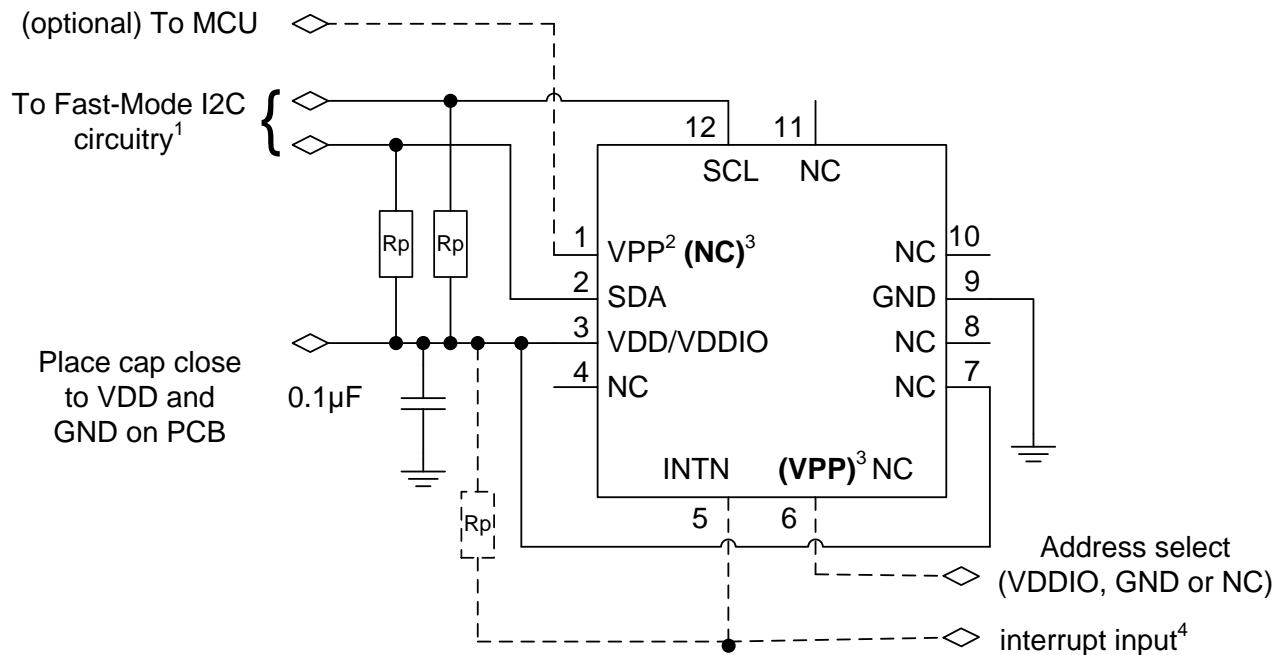 (optional) To MCU
To Fast-Mode I2C
circuitry¹
12
11
SCL
NC
Rp
Rp
1
VPP² (NC)³
NC
10
2
SDA
GND
9
3
VDD/VDDIO
NC
8
4
NC
NC
7
Place cap close
to VDD and
GND on PCB
0.1µF
INTN
(VPP)³ NC
Rp
5
6
Address select
(VDDIO, GND or NC)
interrupt input⁴